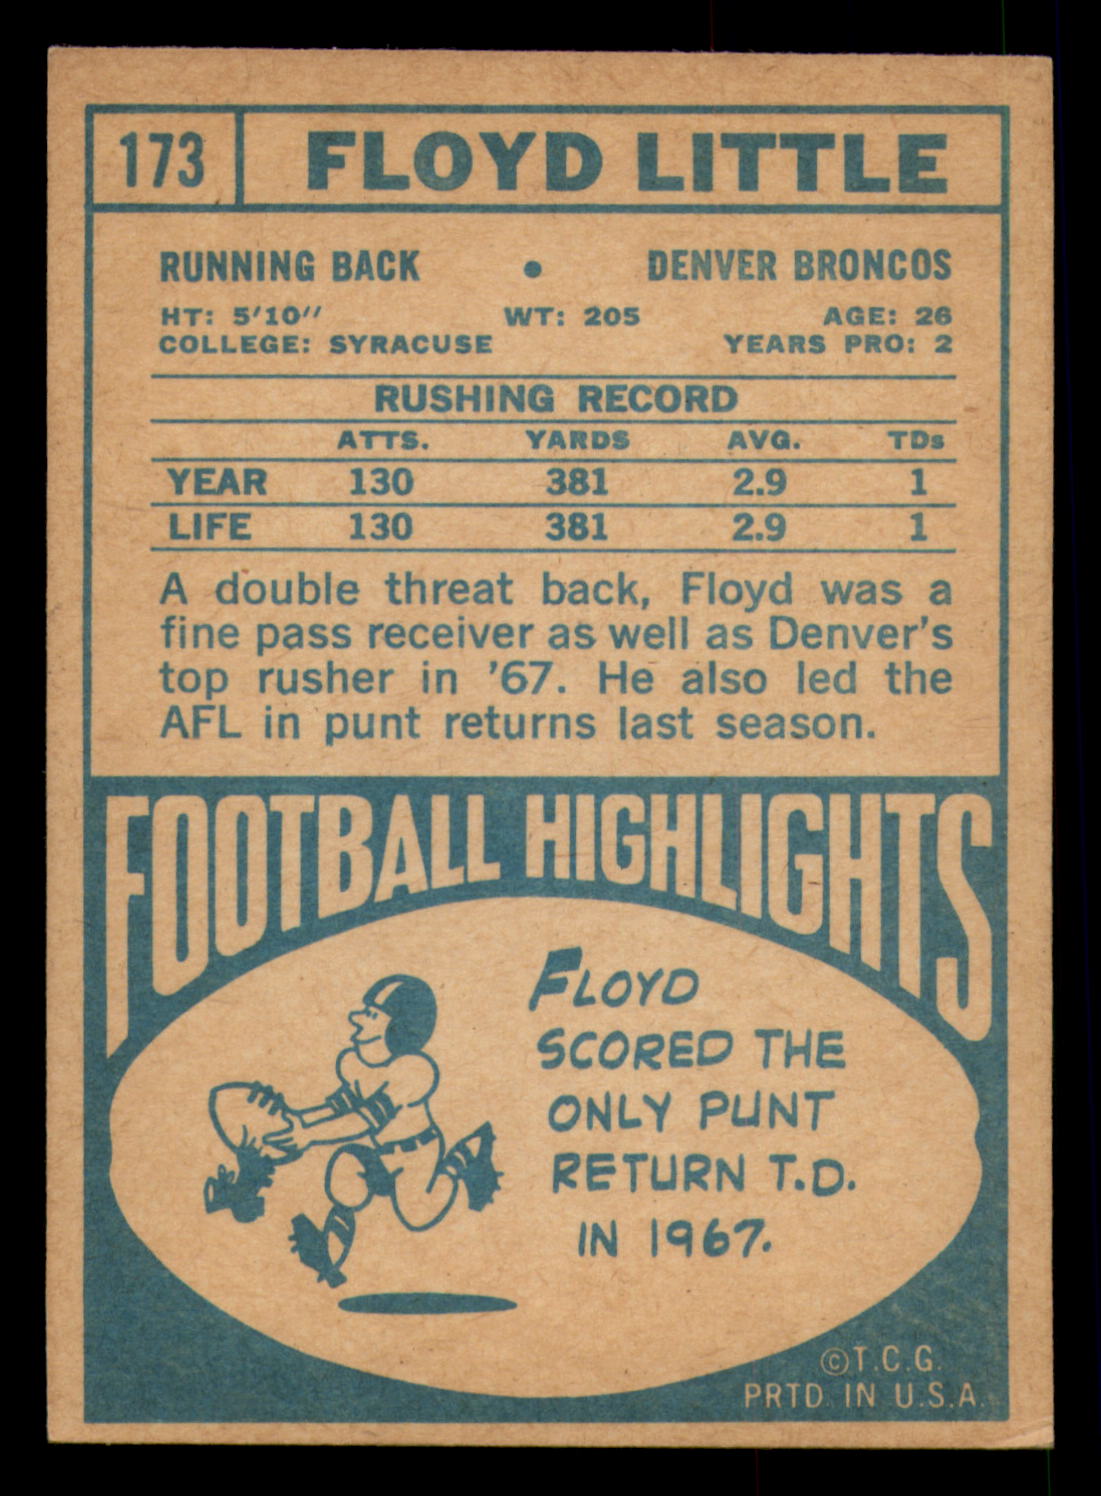 173 FLOYD LITTLE
RUNNING BACK • DENVER BRONCOS
HT: 5'10" WT: 205 AGE: 26
COLLEGE: SYRACUSE YEARS PRO: 2
RUSHING RECORD
ATTS. YARDS AVG. TDs
YEAR 130 381 2.9 1
LIFE 130 381 2.9 1
A double threat back, Floyd was a
fine pass receiver as well as Denver's
top rusher in '67. He also led the
AFL in punt returns last season.
FOOTBALL HIGHLIGHTS
FLOYD
SCORED THE
ONLY PUNT
RETURN T.D.
IN 1967.
©T.C.G.
PRTD. IN U.S.A.